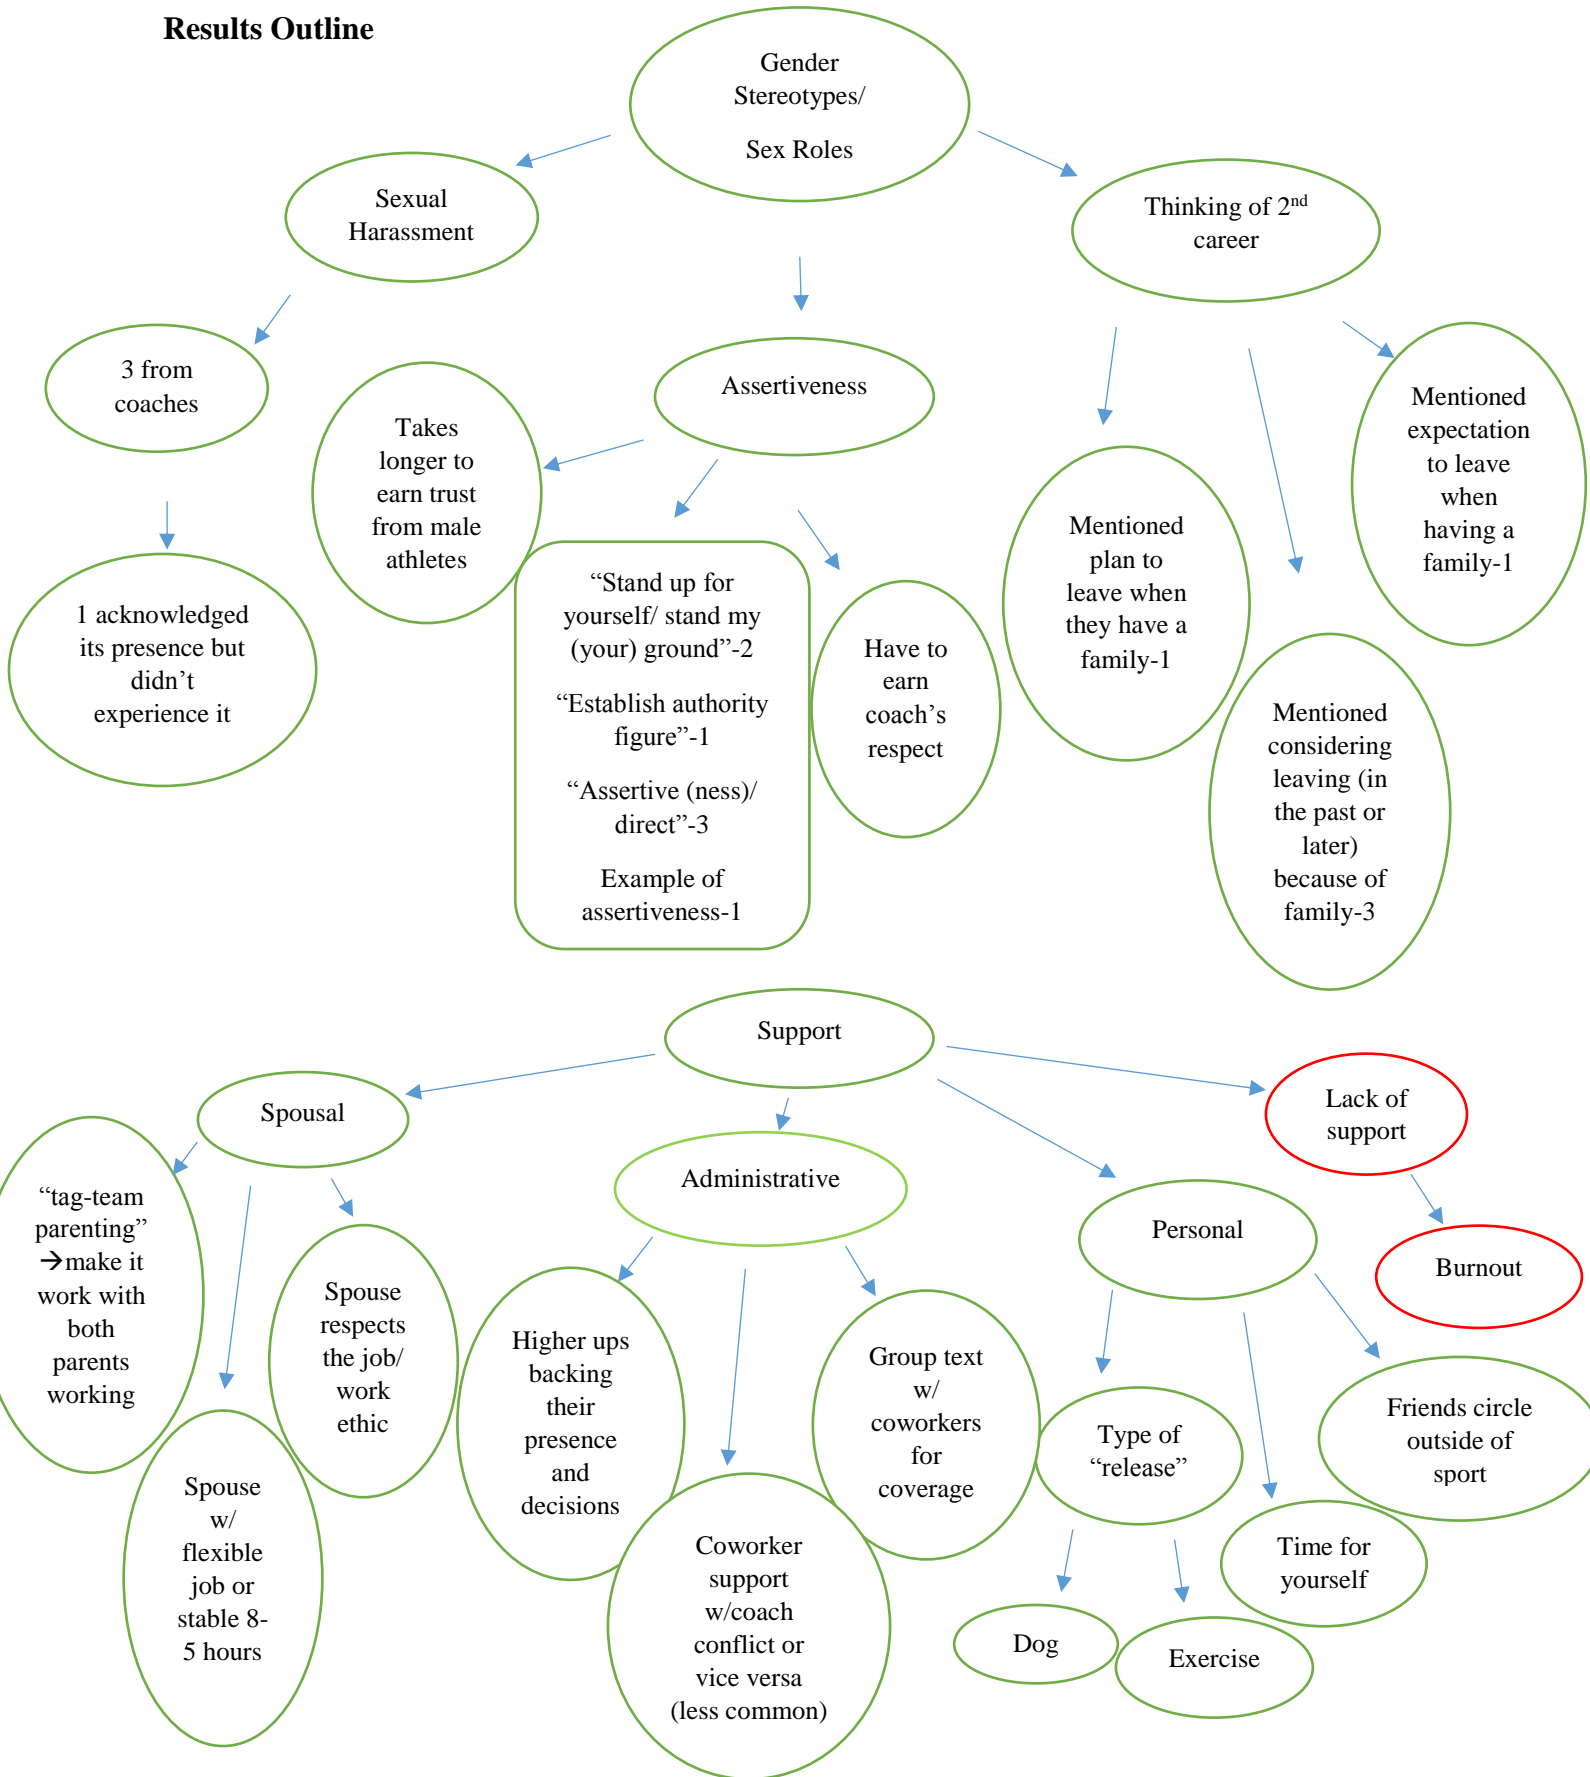 Results Outline
Gender
Stereotypes/
Sex Roles
Sexual
Harassment
Thinking of 2nd
career
3 from
coaches
Assertiveness
Mentioned
expectation
to leave
when
having a
family-1
Takes
longer to
earn trust
from male
athletes
Mentioned
plan to
leave when
they have a
family-1
1 acknowledged
its presence but
didn’t
experience it
“Stand up for
yourself/ stand my
(your) ground”-2
“Establish authority
figure”-1
“Assertive (ness)/
direct”-3
Example of
assertiveness-1
Have to
earn
coach’s
respect
Mentioned
considering
leaving (in
the past or
later)
because of
family-3
Support
Spousal
Administrative
Personal
Lack of
support
Burnout
“tag-team
parenting”
→make it
work with
both
parents
working
Spouse
respects
the job/
work
ethic
Spouse
w/
flexible
job or
stable 8-
5 hours
Higher ups
backing
their
presence
and
decisions
Group text
w/
coworkers
for
coverage
Coworker
support
w/coach
conflict or
vice versa
(less common)
Type of
“release”
Friends circle
outside of
sport
Time for
yourself
Dog
Exercise